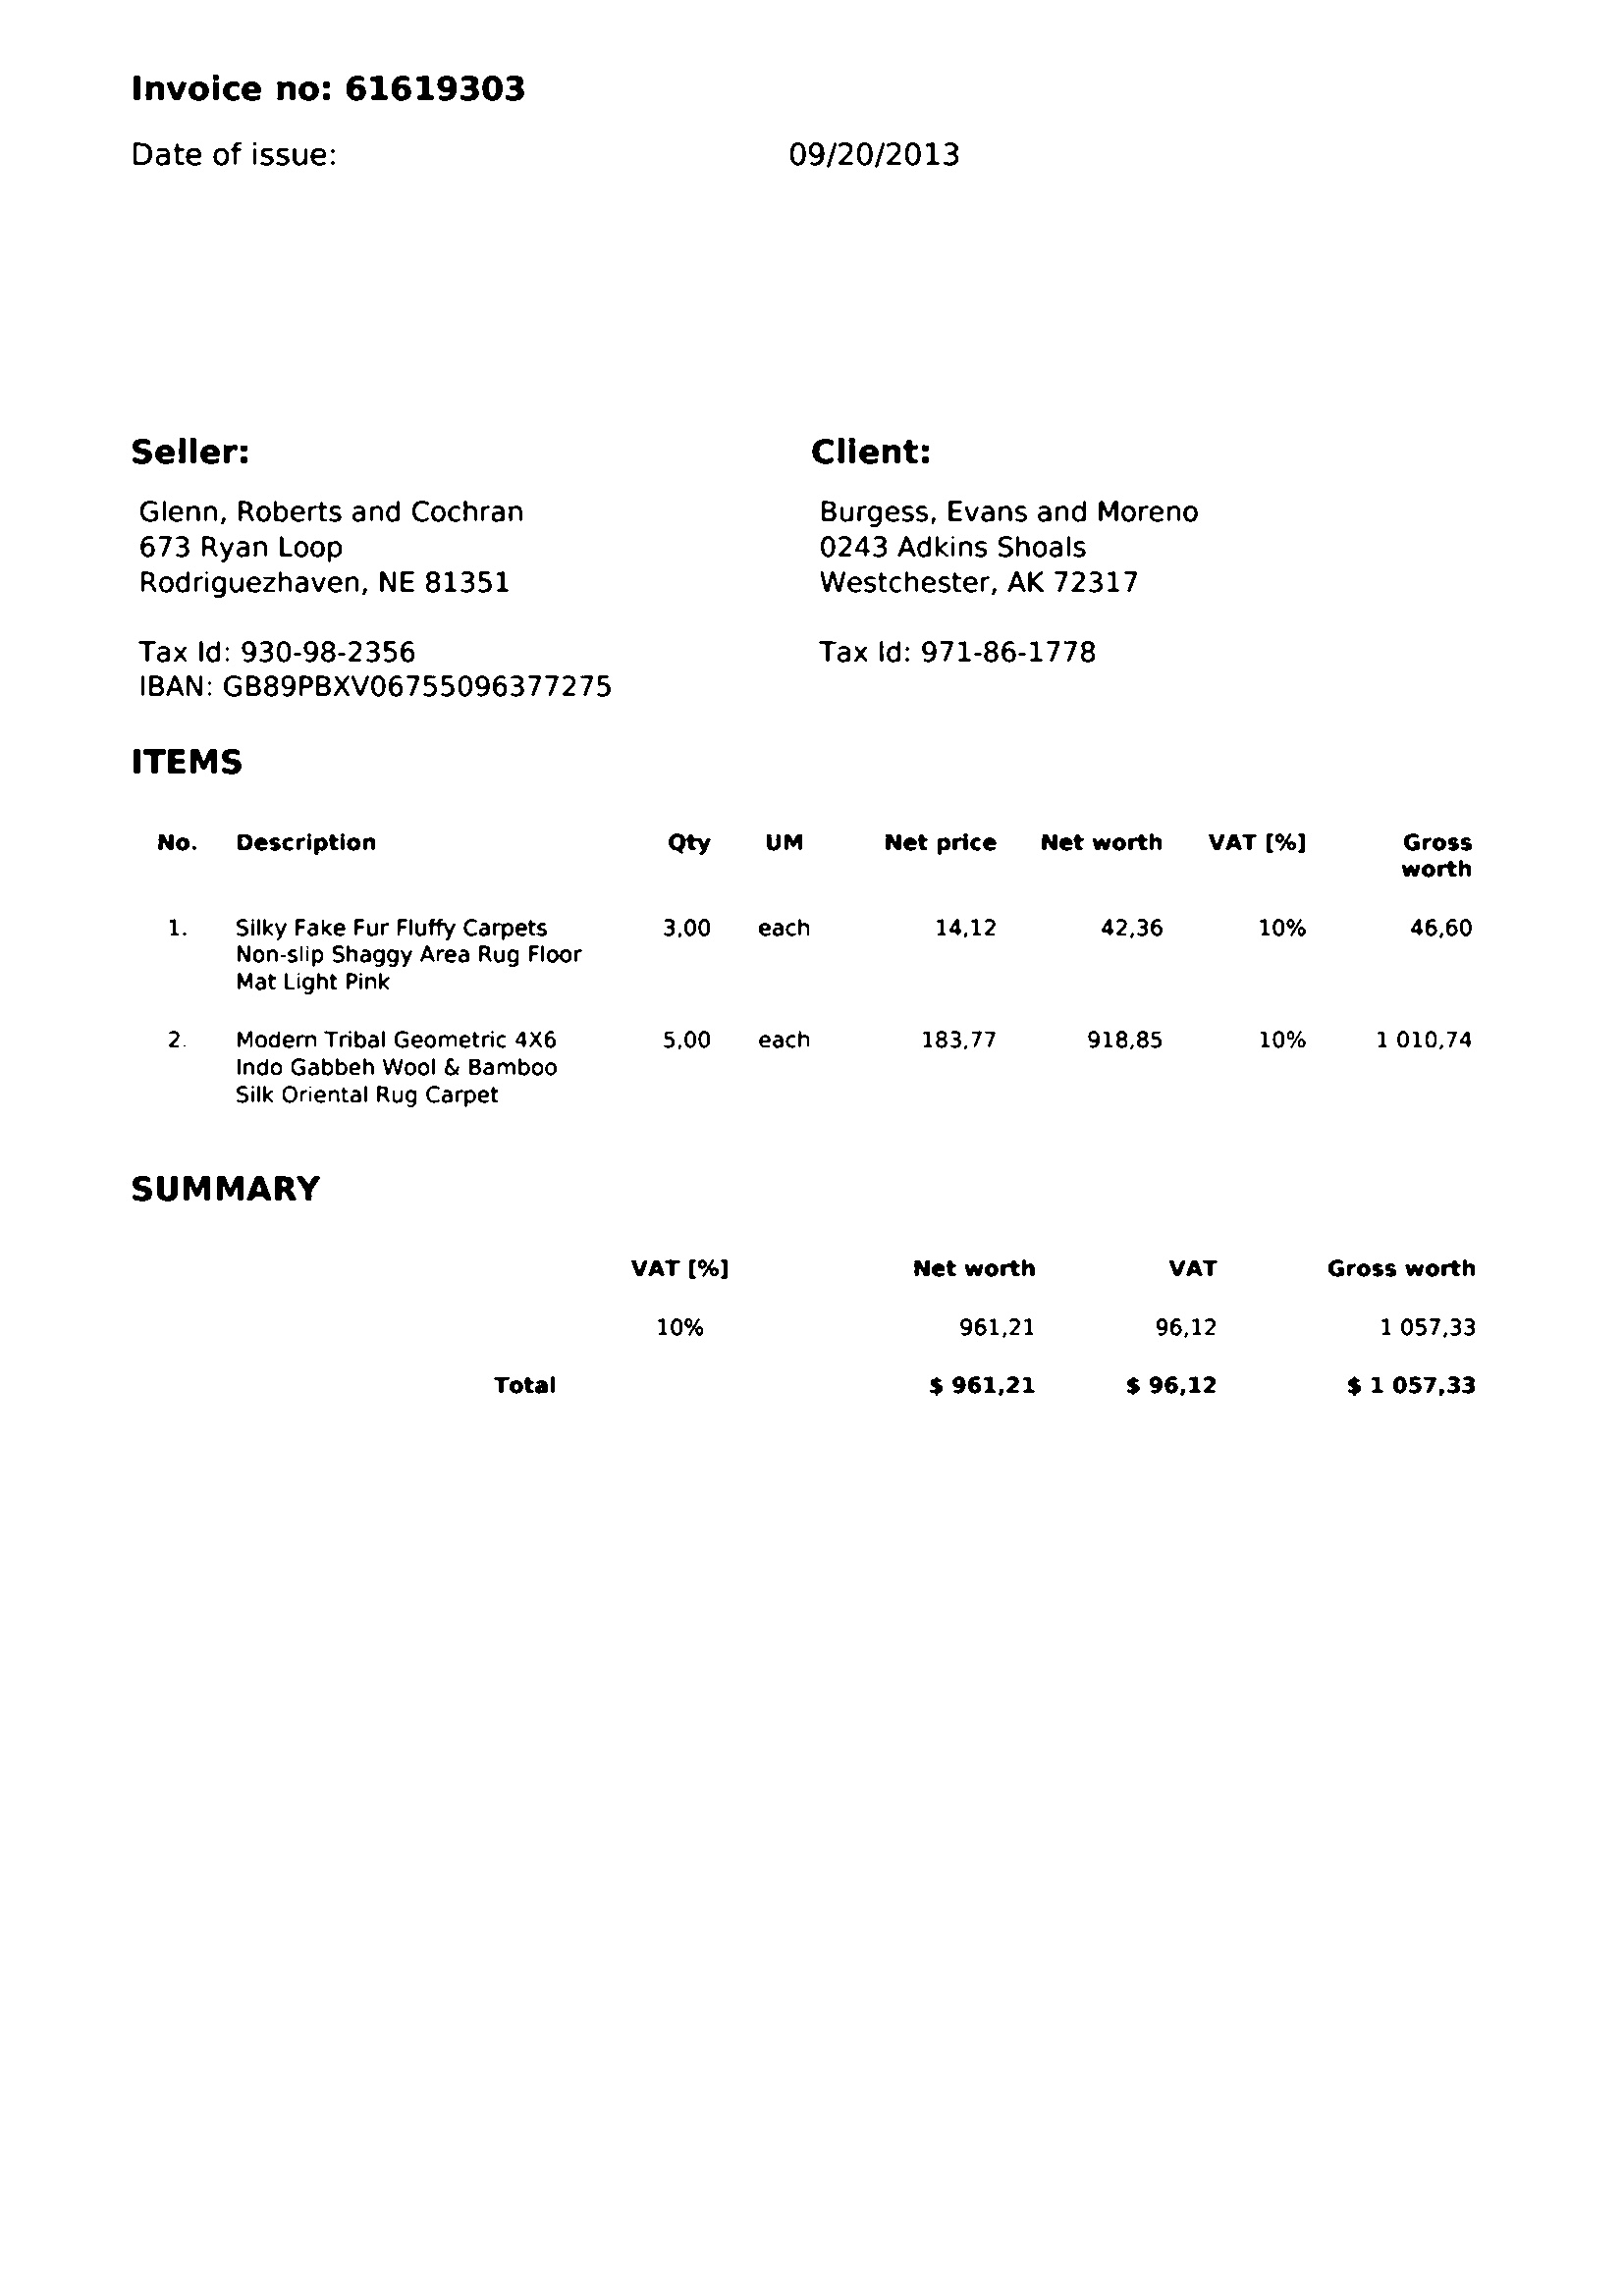 Invoice no: 61619303
Date of issue: 09/20/2013
Seller:
Glenn, Roberts and Cochran
673 Ryan Loop
Rodriguezhaven, NE 81351
Tax Id: 930-98-2356
IBAN: GB89PBXV06755096377275
Client:
Burgess, Evans and Moreno
0243 Adkins Shoals
Westchester, AK 72317
Tax Id: 971-86-1778
ITEMS
No. Description Qty UM Net price Net worth VAT [%] Gross worth
1. Silky Fake Fur Fluffy Carpets 3,00 each 14,12 42,36 10% 46,60
Non-slip Shaggy Area Rug Floor
Mat Light Pink
2. Modern Tribal Geometric 4X6 5,00 each 183,77 918,85 10% 1 010,74
Indo Gabbeh Wool & Bamboo
Silk Oriental Rug Carpet
SUMMARY
VAT [%] Net worth VAT Gross worth
10% 961,21 96,12 1 057,33
Total $ 961,21 $ 96,12 $ 1 057,33